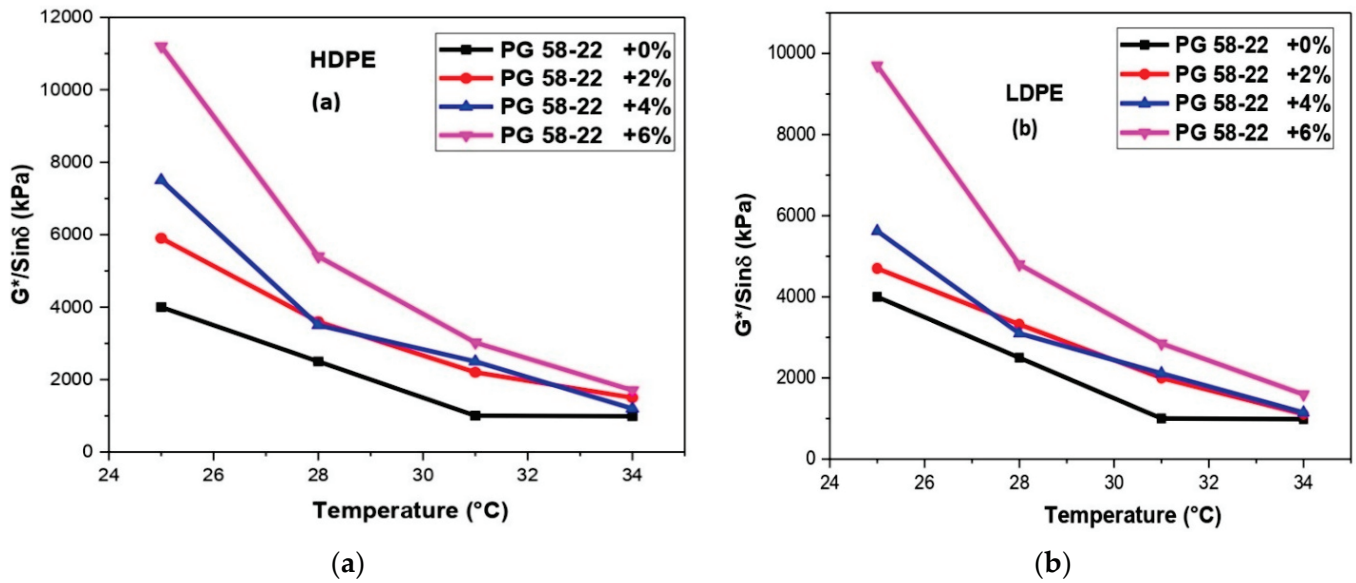 12000
10000
8000
6000
4000
2000
0
G*/Sinδ (kPa)
HDPE
(a)
PG 58-22 +0%
PG 58-22 +2%
PG 58-22 +4%
PG 58-22 +6%
24 26 28 30 32 34
Temperature (°C)
(a)
10000
8000
6000
4000
2000
0
G*/Sinδ (kPa)
LDPE
(b)
PG 58-22 +0%
PG 58-22 +2%
PG 58-22 +4%
PG 58-22 +6%
24 26 28 30 32 34
Temperature (°C)
(b)